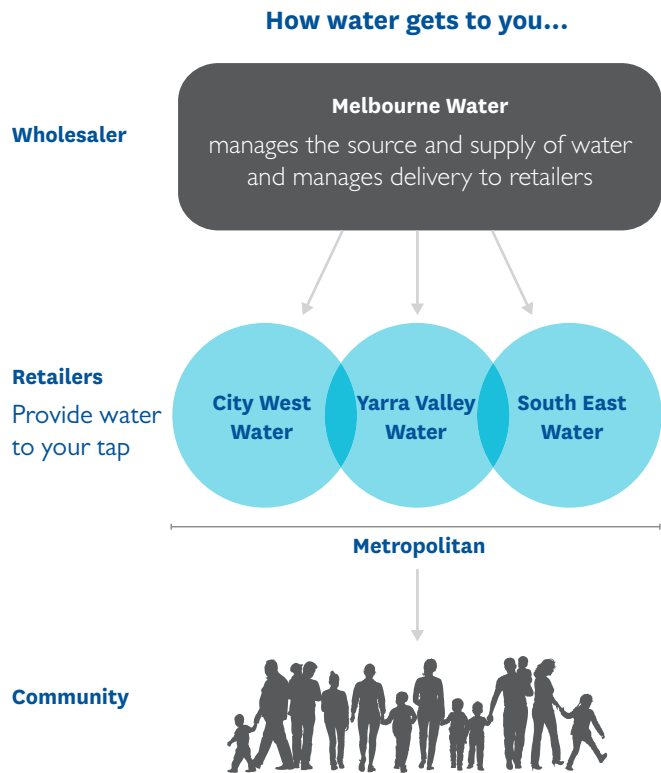 How water gets to you...
Wholesaler
Melbourne Water
manages the source and supply of water
and manages delivery to retailers
Retailers
Provide water
to your tap
City West
Water
Yarra Valley
Water
South East
Water
Metropolitan
Community